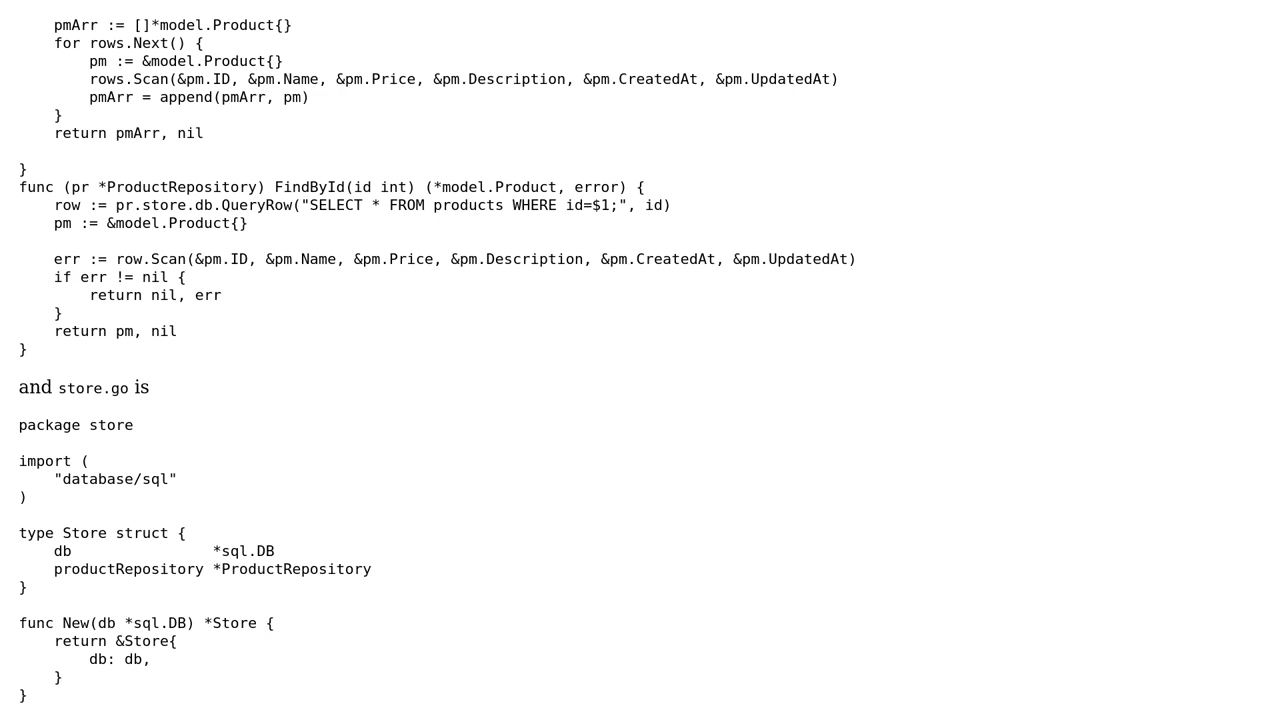 pmArr := []*model.Product{}
    for rows.Next() {
        pm := &model.Product{}
        rows.Scan(&pm.ID, &pm.Name, &pm.Price, &pm.Description, &pm.CreatedAt, &pm.UpdatedAt)
        pmArr = append(pmArr, pm)
    }
    return pmArr, nil

}
func (pr *ProductRepository) FindById(id int) (*model.Product, error) {
    row := pr.store.db.QueryRow("SELECT * FROM products WHERE id=$1;", id)
    pm := &model.Product{}

    err := row.Scan(&pm.ID, &pm.Name, &pm.Price, &pm.Description, &pm.CreatedAt, &pm.UpdatedAt)
    if err != nil {
        return nil, err
    }
    return pm, nil
}

and store.go is

package store

import (
    "database/sql"
)

type Store struct {
    db                *sql.DB
    productRepository *ProductRepository
}

func New(db *sql.DB) *Store {
    return &Store{
        db: db,
    }
}